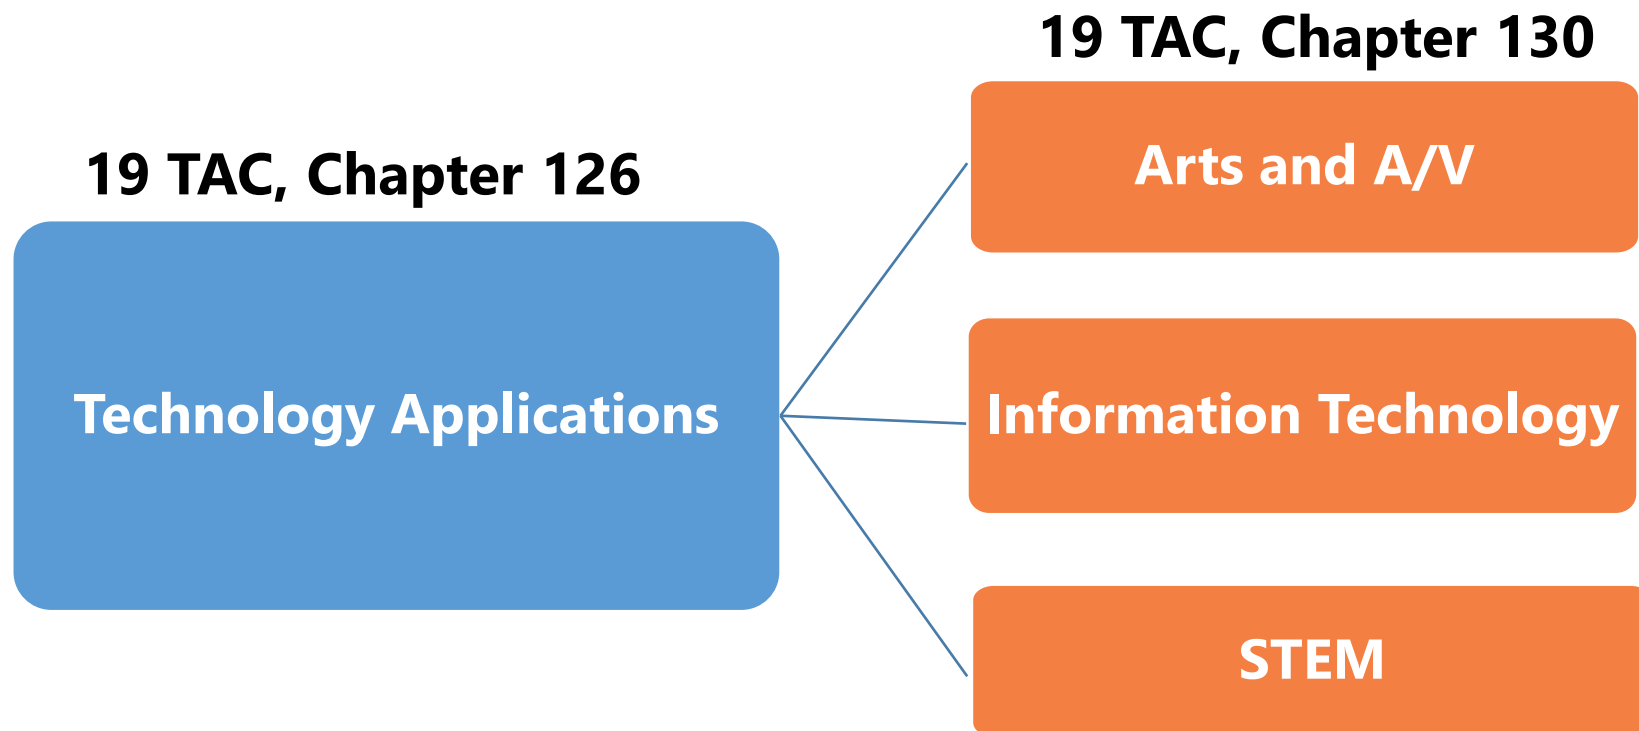 19 TAC, Chapter 126
Technology Applications
19 TAC, Chapter 130
Arts and A/V
Information Technology
STEM